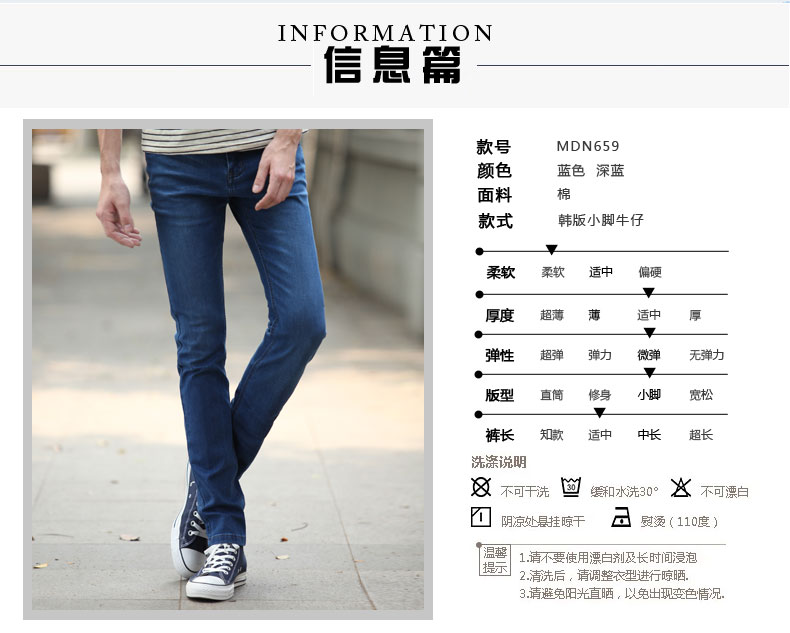 INFORMATION
信息篇
款号 MDN659
颜色 蓝色 深蓝
面料 棉
款式 韩版小脚牛仔
柔软 柔软 适中 偏硬
厚度 超薄 薄 适中 厚
弹性 超弹 弹力 微弹 无弹力
版型 直筒 修身 小脚 宽松
裤长 知款 适中 中长 超长
洗涤说明
不可干洗 30 缓和水洗30° 不可漂白
阴凉处悬挂晾干 熨烫（110度）
温馨提示
1.请不要使用漂白剂及长时间浸泡
2.清洗后，请调整衣型进行晾晒.
3.请避免阳光直晒，以免出现变色情况.